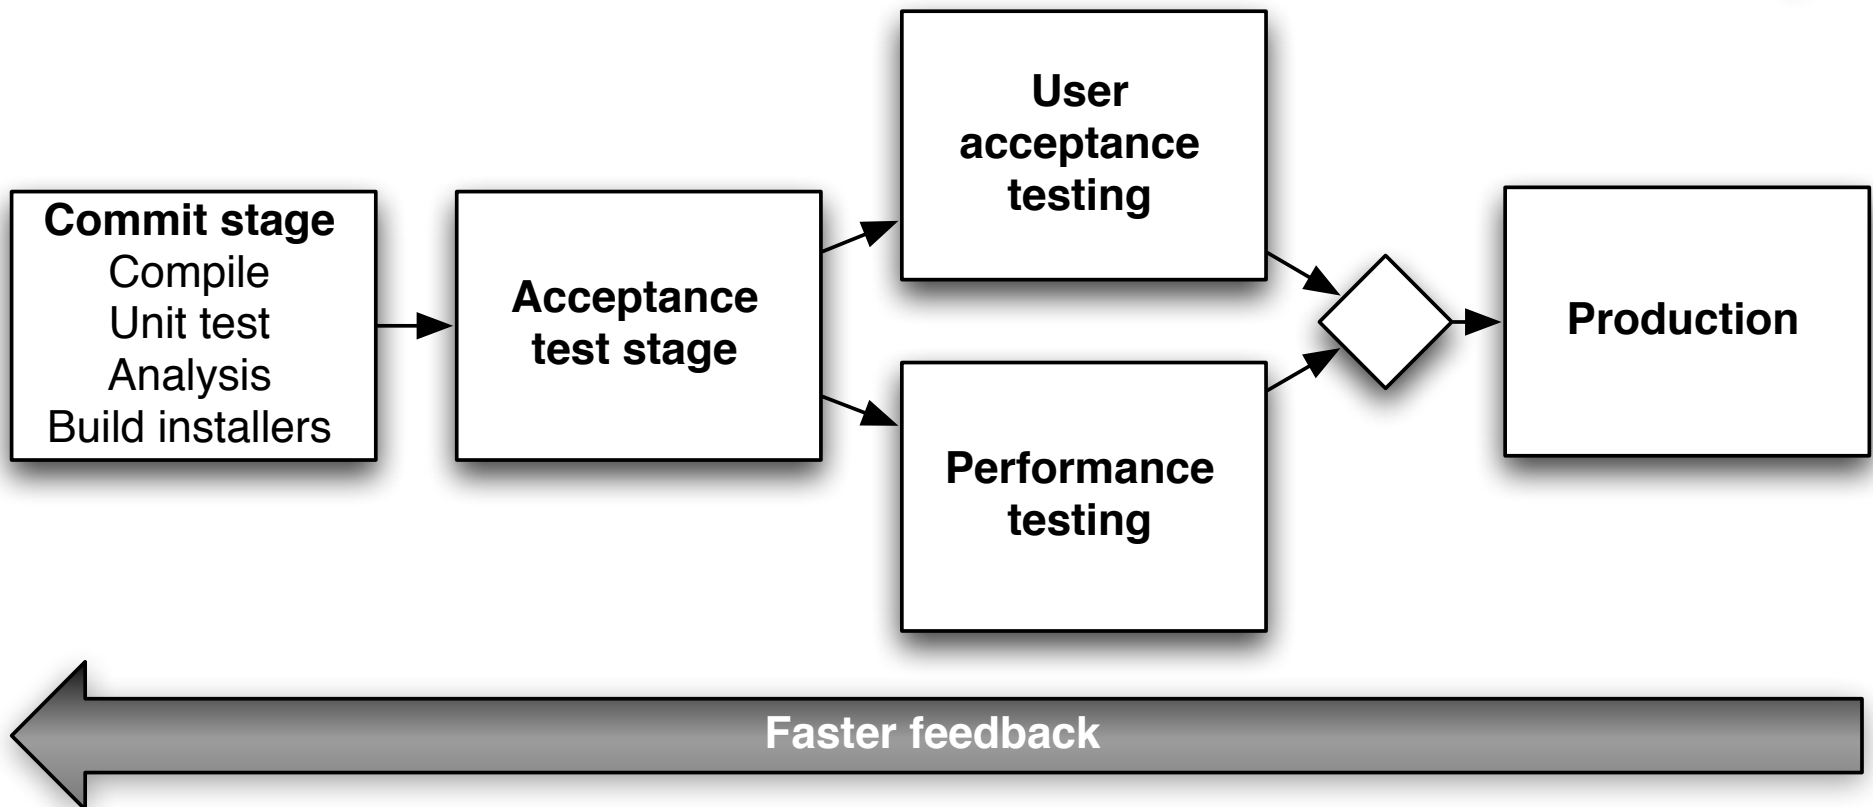 Commit stage
Compile
Unit test
Analysis
Build installers
Acceptance
test stage
User
acceptance
testing
Performance
testing
Production
Faster feedback